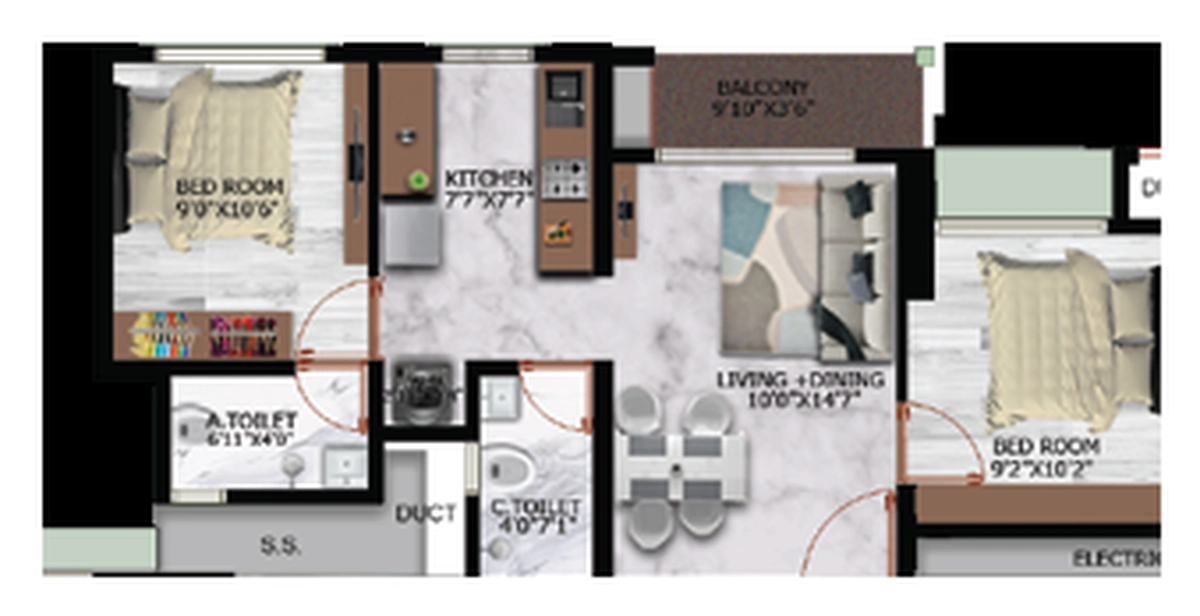 BALCONY
9'10"X3'6"
BED ROOM
9'0"X10'6"
KITCHEN
7'7"X7'7"
LIVING +DINING
10'0"X14'7"
A.TOILET
6'11"X4'0"
BED ROOM
9'2"X10'2"
DUCT
C.TOILET
4'0"7'1"
S.S.